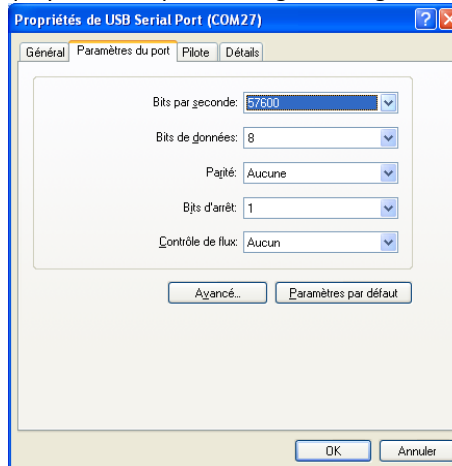 Propriétés de USB Serial Port (COM27)
Général Paramètres du port Pilote Détails
Bits par seconde: 57600
Bits de données: 8
Parité: Aucune
Bits d'arrêt: 1
Contrôle de flux: Aucun
Avancé... Paramètres par défaut
OK Annuler